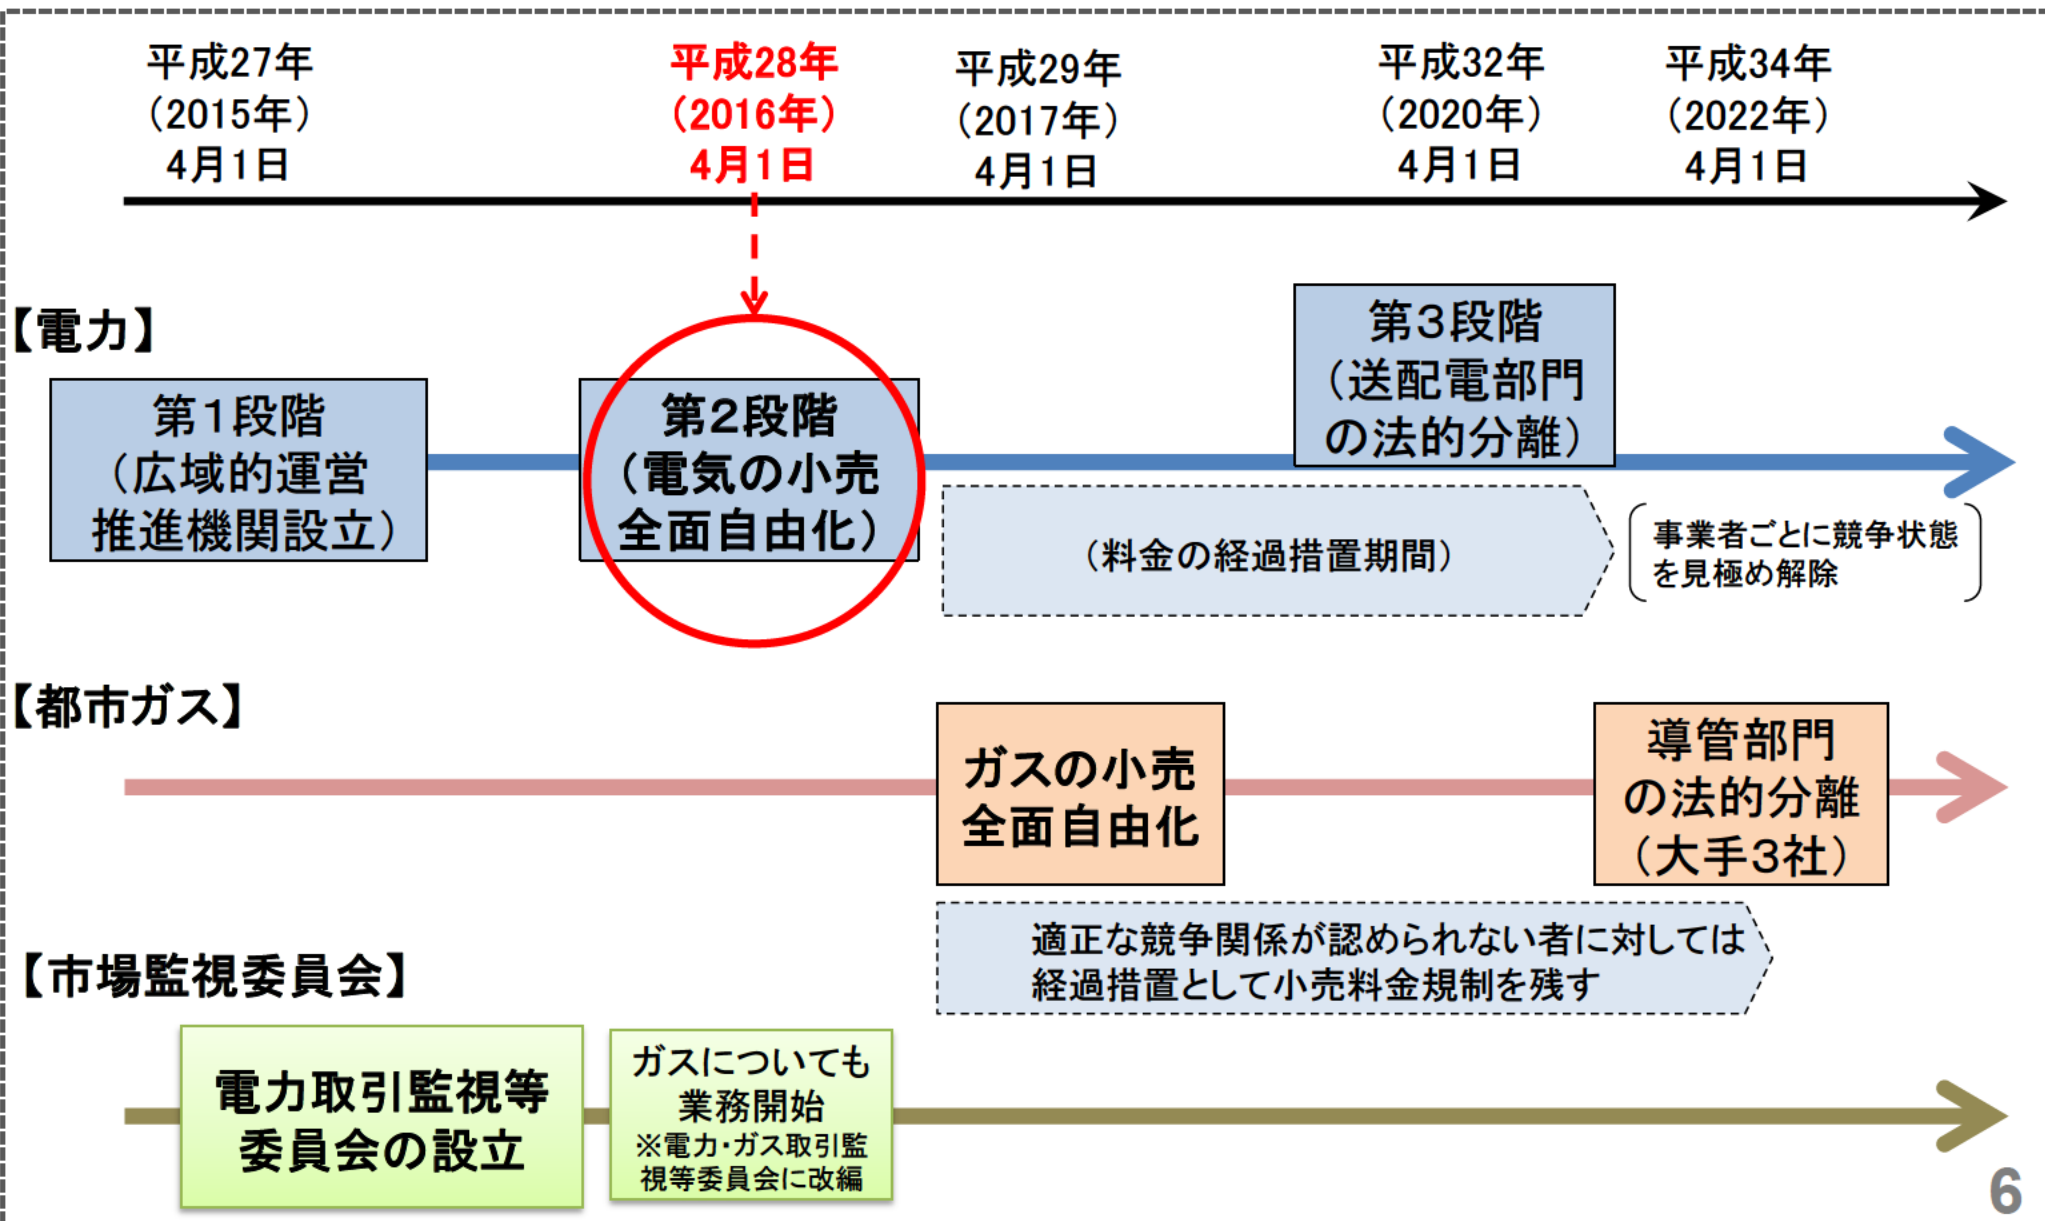 平成27年
（2015年）
4月1日
平成28年
（2016年）
4月1日
平成29年
（2017年）
4月1日
平成32年
（2020年）
4月1日
平成34年
（2022年）
4月1日
【電力】
第１段階
（広域的運営
推進機関設立）
第２段階
（電気の小売
全面自由化）
第３段階
（送配電部門
の法的分離）
（料金の経過措置期間）
事業者ごとに競争状態
を見極め解除
【都市ガス】
ガスの小売
全面自由化
導管部門
の法的分離
（大手３社）
適正な競争関係が認められない者に対しては
経過措置として小売料金規制を残す
【市場監視委員会】
電力取引監視等
委員会の設立
ガスについても
業務開始
※電力・ガス取引監
視等委員会に改編
6